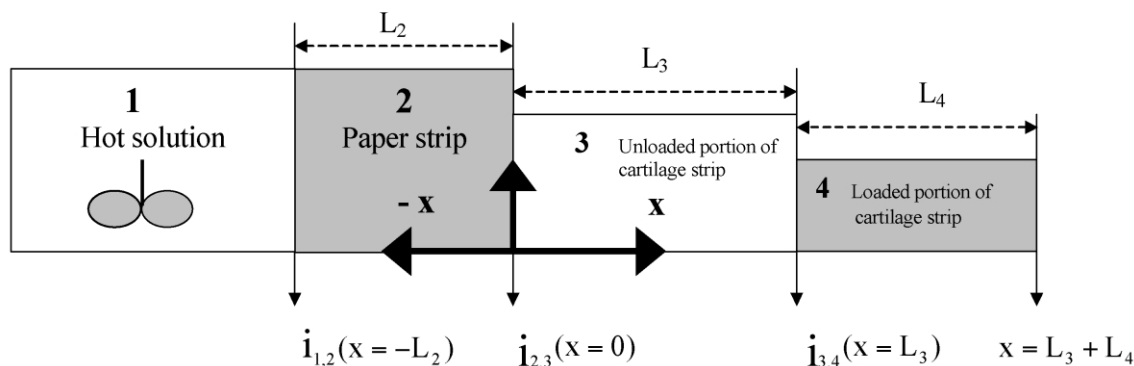 L₂
L₃
L₄
1
Hot solution
2
Paper strip
3
Unloaded portion of
cartilage strip
4
Loaded portion of
cartilage strip
- x
x
i₁,₂(x = −L₂)
i₂,₃(x = 0)
i₃,₄(x = L₃)
x = L₃ + L₄